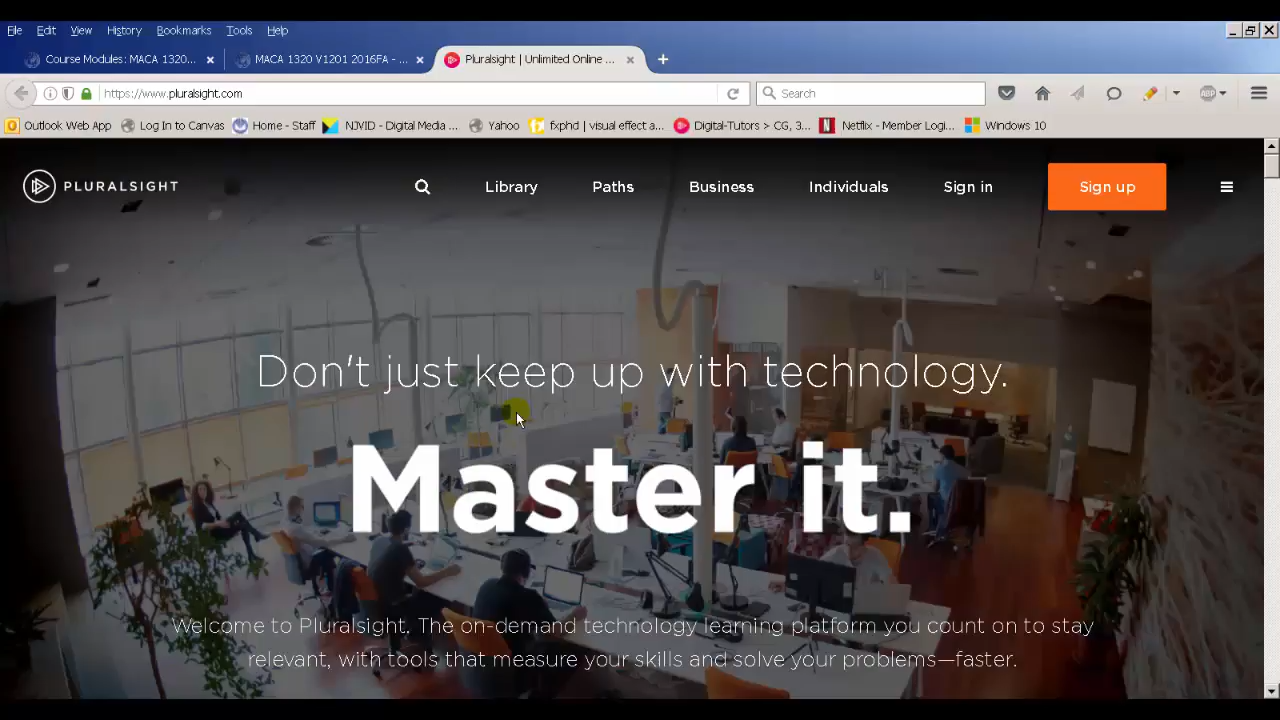 File Edit View History Bookmarks Tools Help
Course Modules: MACA 1320... MACA 1320 V1201 2016FA - ... Pluralsight | Unlimited Online ...
https://www.pluralsight.com Search
Outlook Web App Log In to Canvas Home - Staff NJVID - Digital Media ... Yahoo fxphd | visual effect a... Digital-Tutors > CG, 3... Netflix - Member Logi... Windows 10
PLURALSIGHT Library Paths Business Individuals Sign in Sign up
Don't just keep up with technology.
Master it.
Welcome to Pluralsight. The on-demand technology learning platform you count on to stay
relevant, with tools that measure your skills and solve your problems—faster.